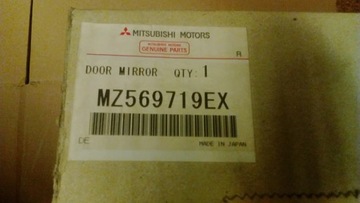 MITSUBISHI MOTORS
GENUINE PARTS
R
DOOR MIRROR QTY: 1
MZ569719EX
DE
MADE IN JAPAN